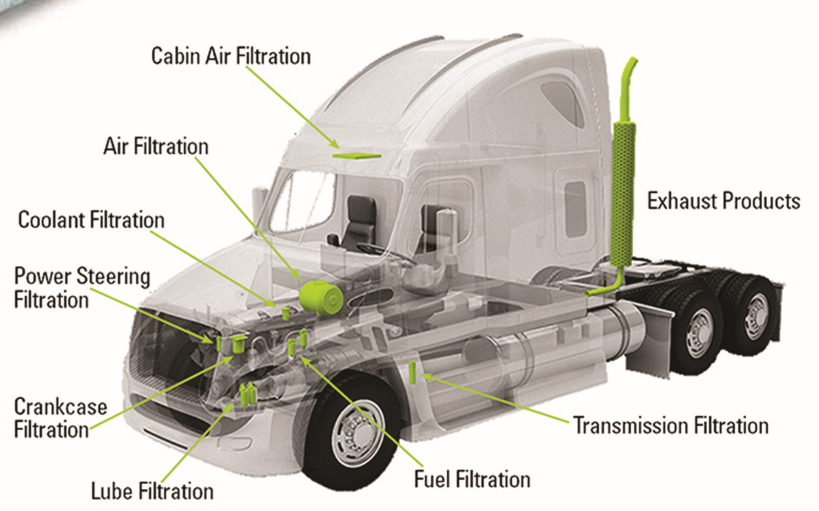 Cabin Air Filtration
Air Filtration
Coolant Filtration
Exhaust Products
Power Steering
Filtration
Crankcase
Filtration
Transmission Filtration
Lube Filtration
Fuel Filtration